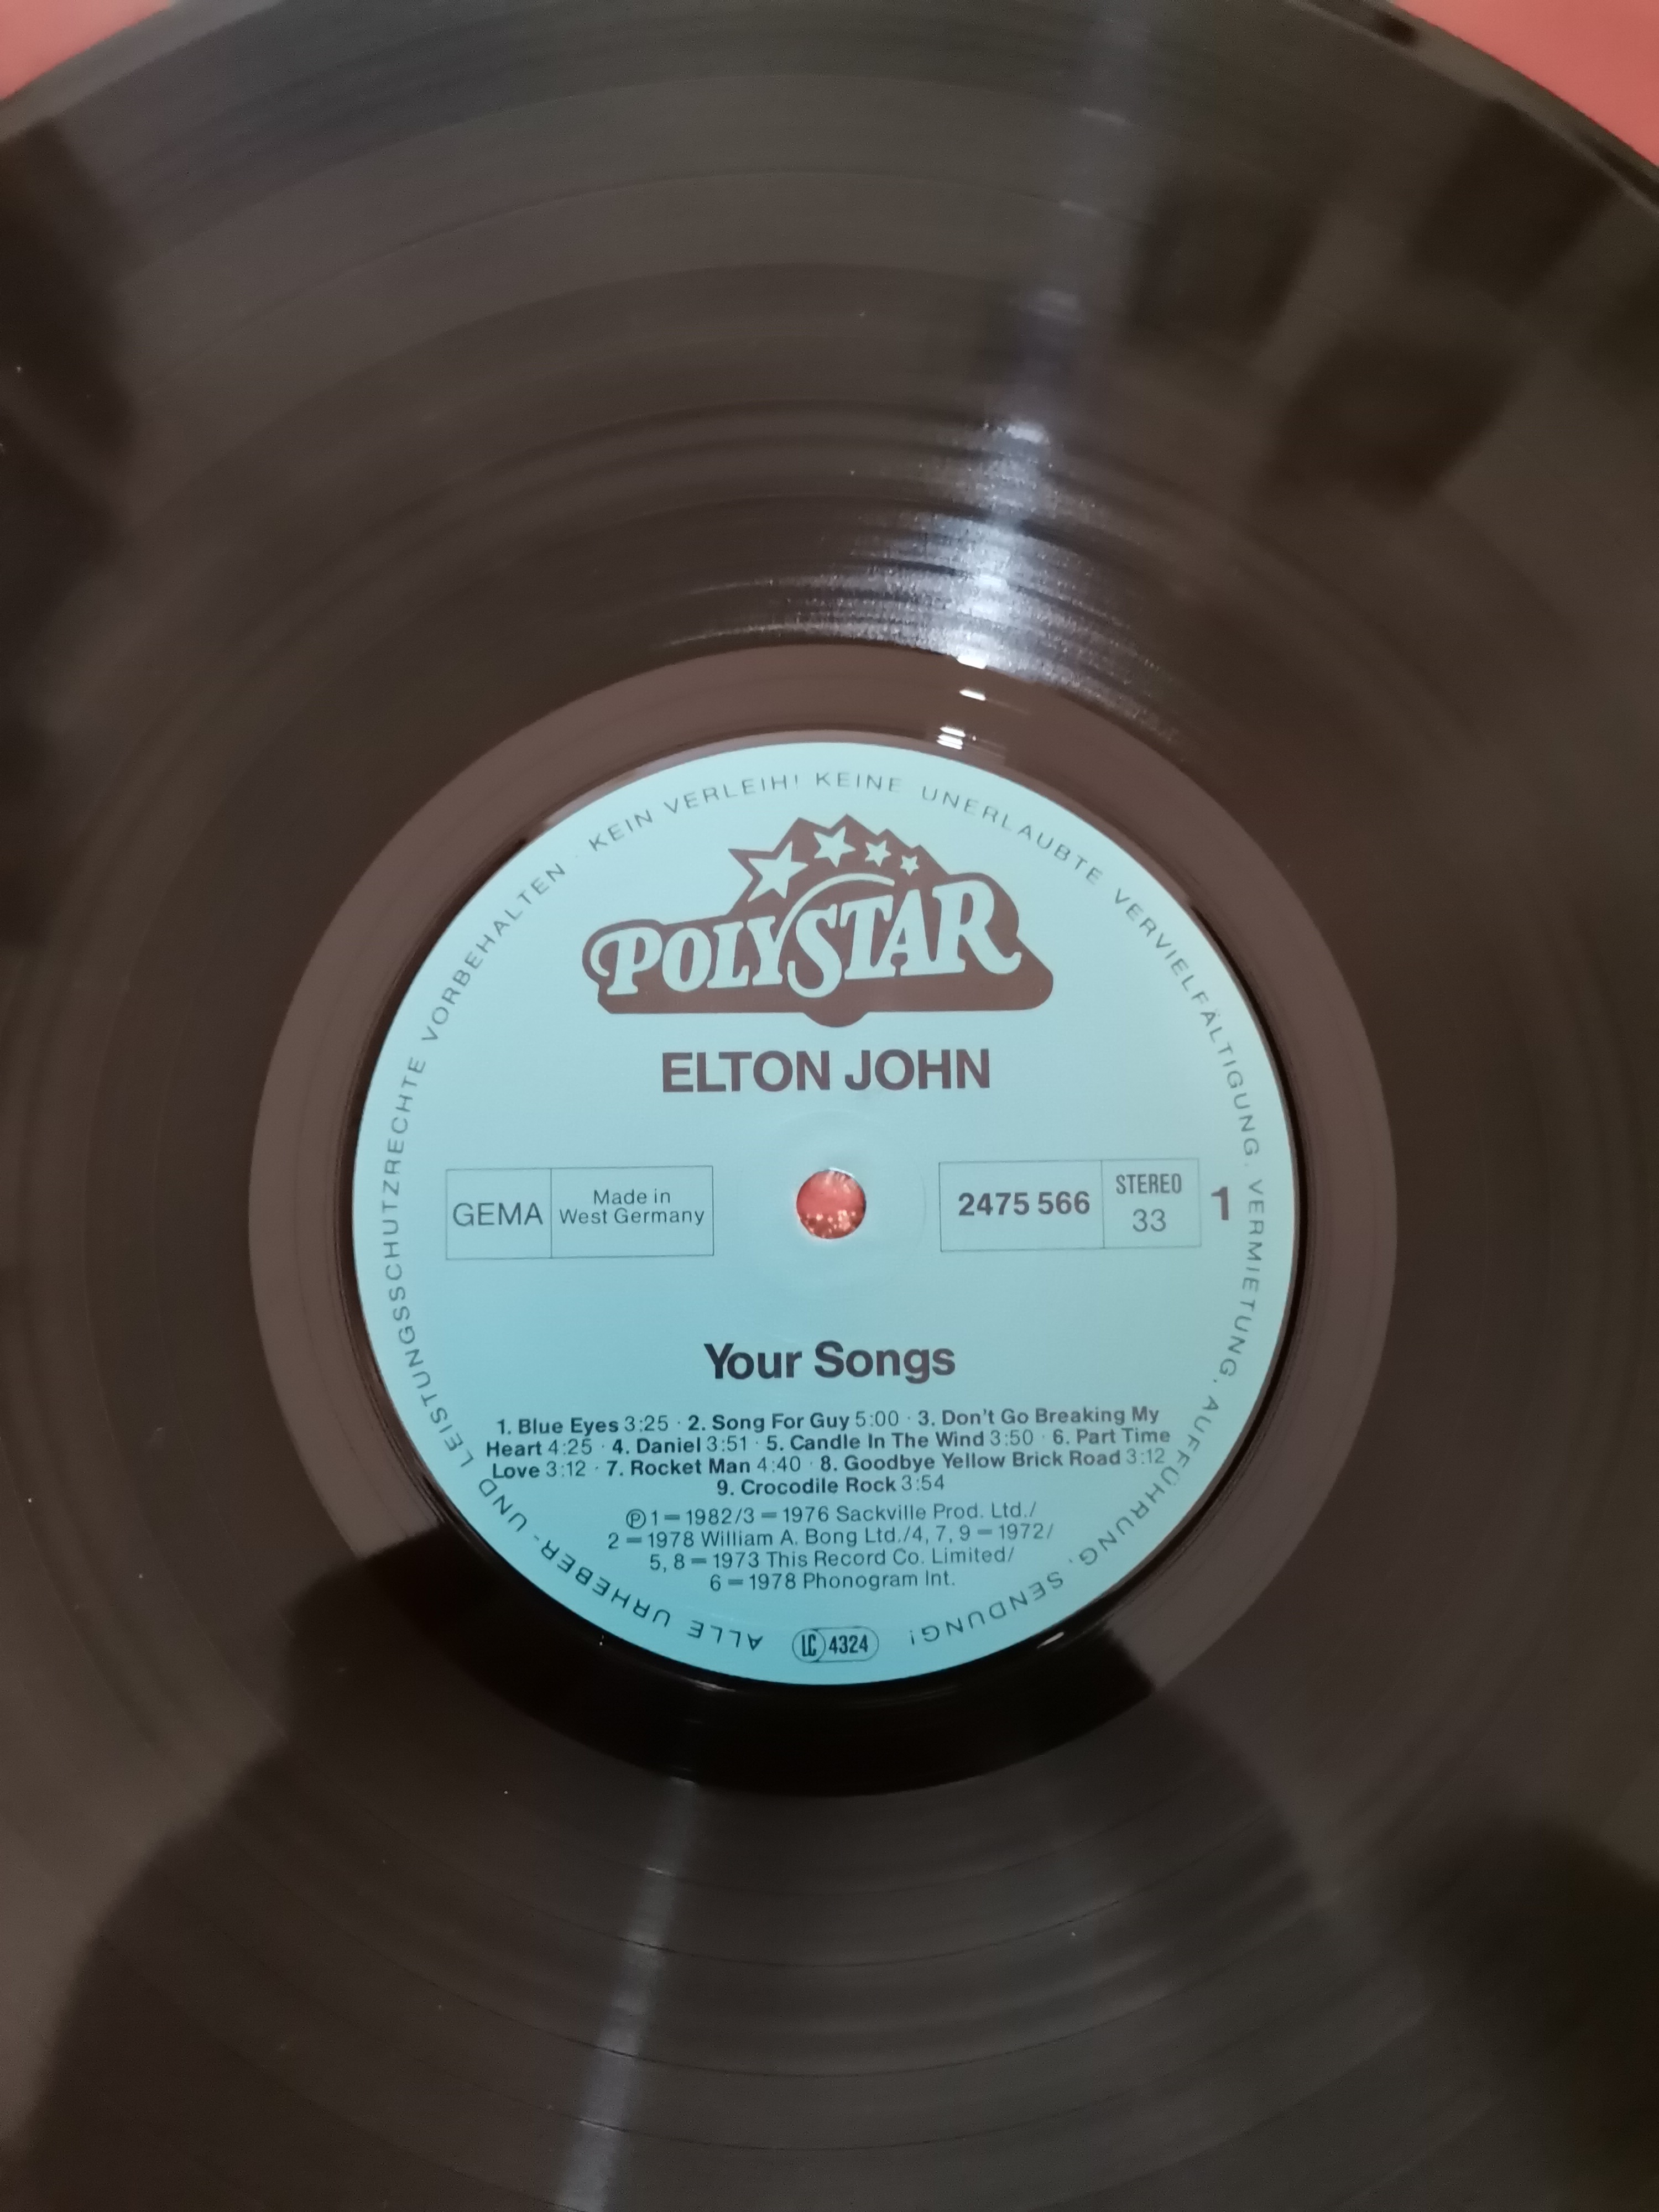 ALLE URHEBER- UND LEISTUNGSSCHUTZRECHTE VORBEHALTEN · KEIN VERLEIH! KEINE UNERLAUBTE VERVIELFÄLTIGUNG, VERMIETUNG, AUFFÜHRUNG, SENDUNG!
POLYSTAR
ELTON JOHN
GEMA
Made in
West Germany
2475 566
STEREO
33
1
Your Songs
1. Blue Eyes 3:25 · 2. Song For Guy 5:00 · 3. Don't Go Breaking My
Heart 4:25 · 4. Daniel 3:51 · 5. Candle In The Wind 3:50 · 6. Part Time
Love 3:12 · 7. Rocket Man 4:40 · 8. Goodbye Yellow Brick Road 3:12
9. Crocodile Rock 3:54
Ⓟ 1 = 1982/3 = 1976 Sackville Prod. Ltd./
2 = 1978 William A. Bong Ltd./4, 7, 9 = 1972/
5, 8 = 1973 This Record Co. Limited/
6 = 1978 Phonogram Int.
LC 4324